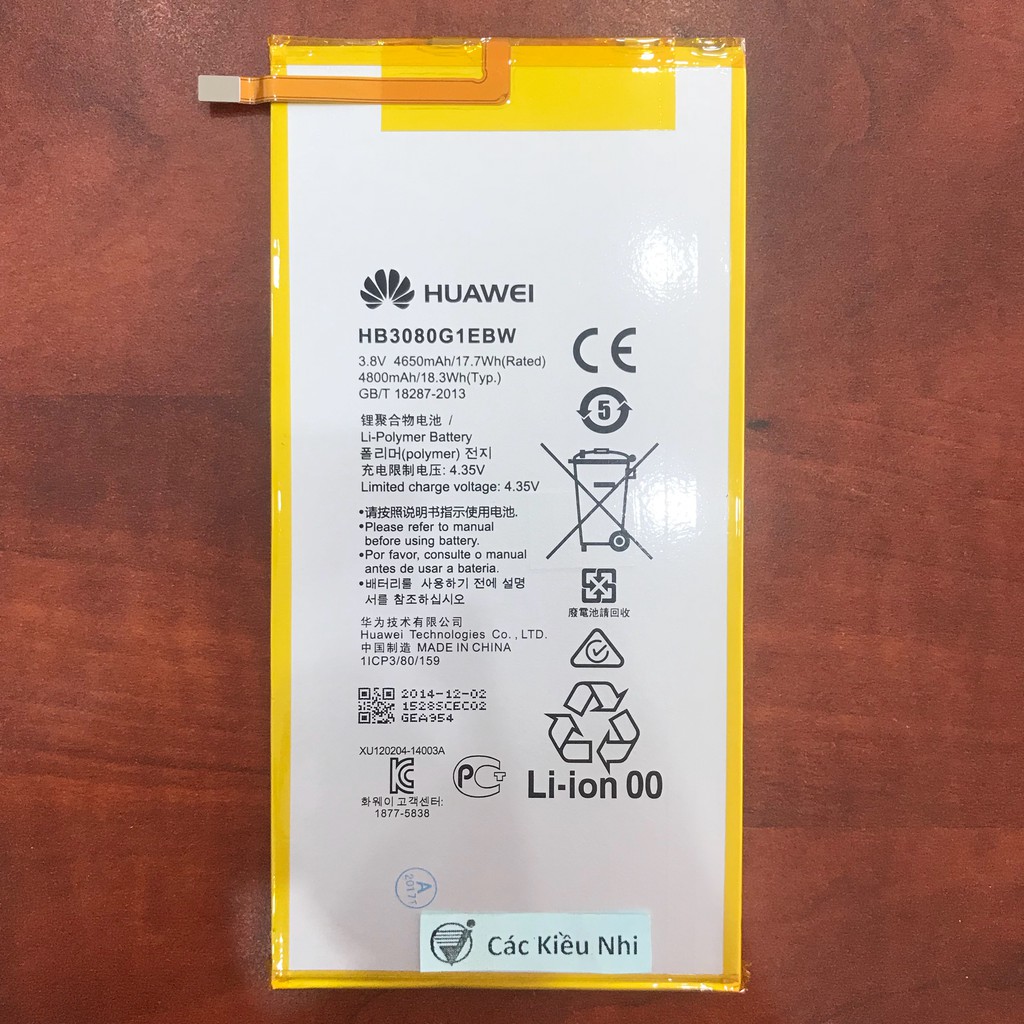 HUAWEI
HB3080G1EBW
3.8V 4650mAh/17.7Wh(Rated)
4800mAh/18.3Wh(Typ.)
GB/T 18287-2013
CE
5
锂聚合物电池 /
Li-Polymer Battery
폴리머(polymer) 전지
充电限制电压: 4.35V
Limited charge voltage: 4.35V
•请按照说明书指示使用电池.
•Please refer to manual
before using battery.
•Por favor, consulte o manual
antes de usar a bateria.
•배터리를 사용하기 전에 설명
서를 참조하십시오
廢電池請回收
华为技术有限公司
Huawei Technologies Co., LTD.
中国制造 MADE IN CHINA
1ICP3/80/159
2014-12-02
1528SCEC02
GEA954
XU120204-14003A
화웨이 고객센터:
1877-5838
Li-ion 00
A
20171
Các Kiều Nhi